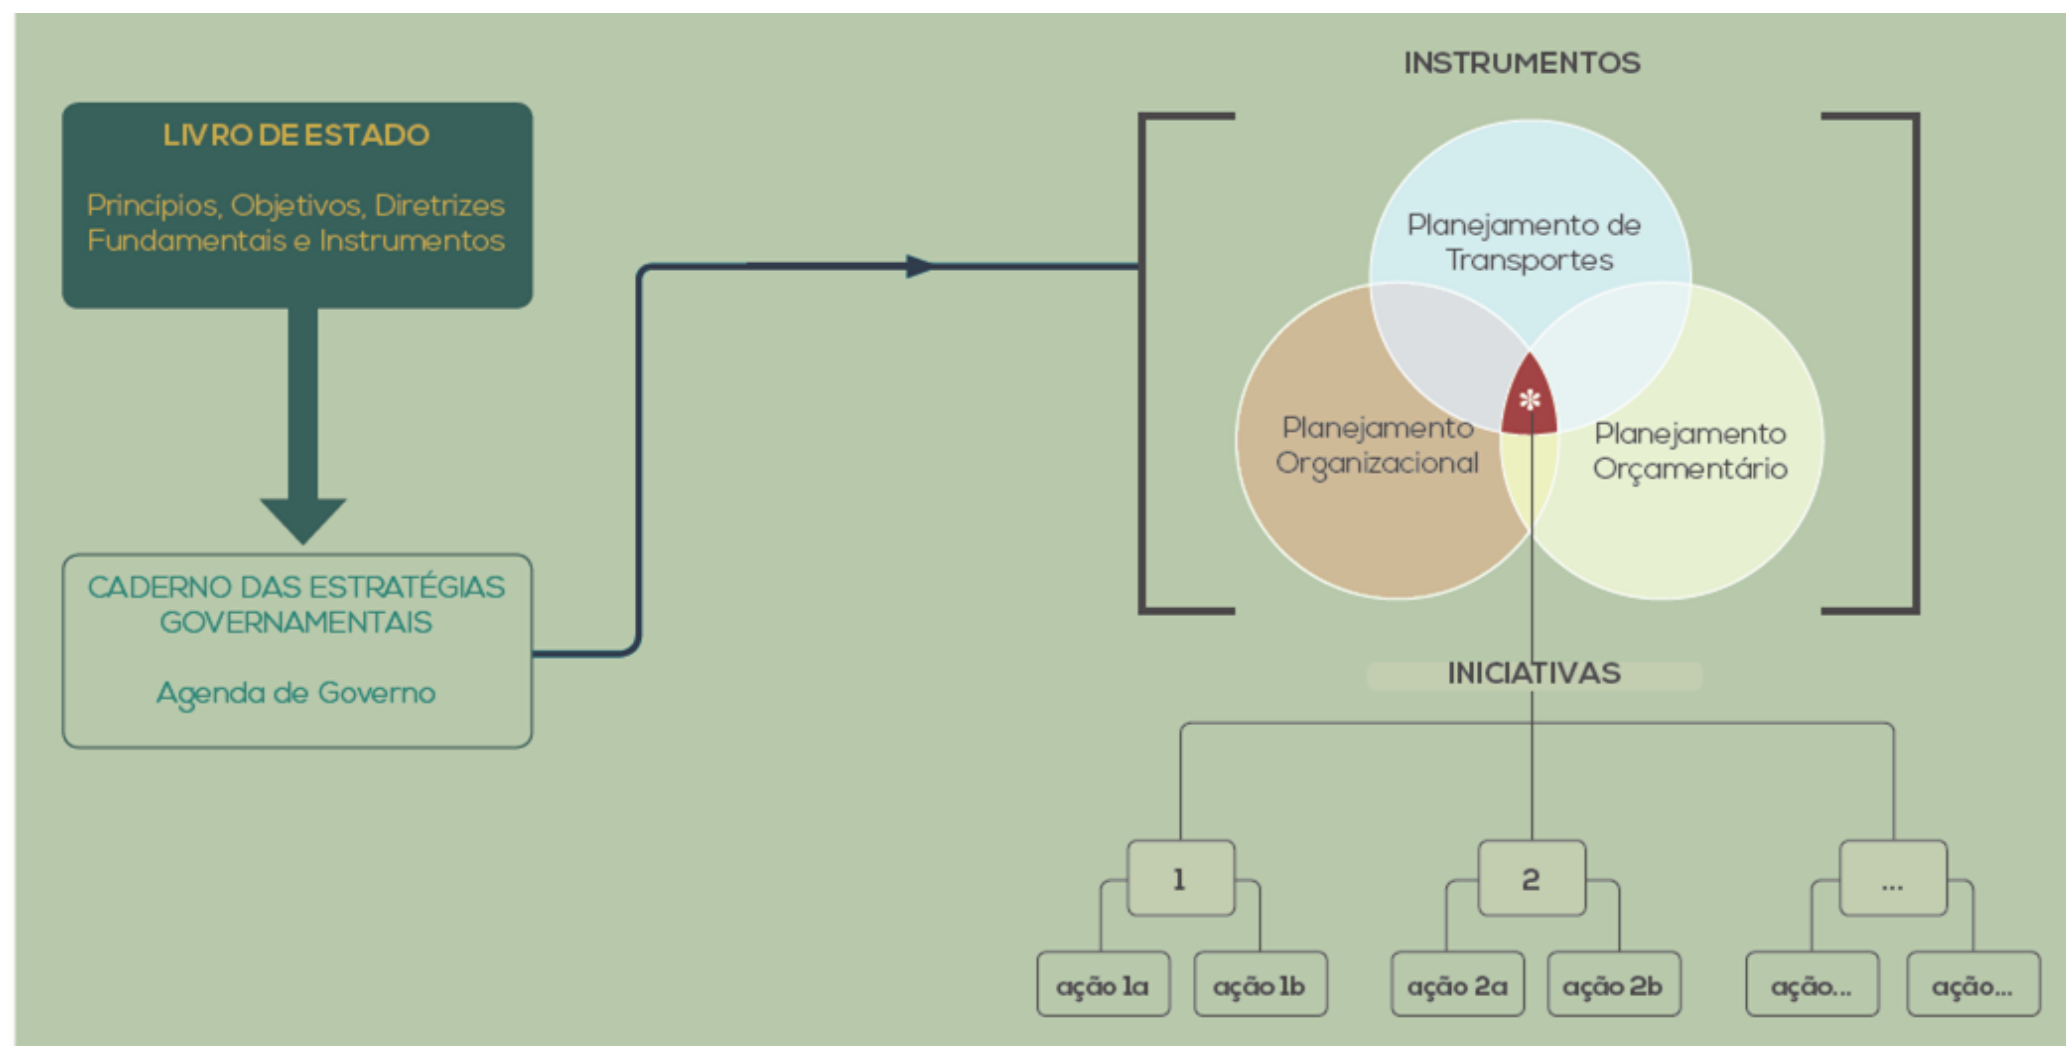 LIVRO DE ESTADO
Princípios, Objetivos, Diretrizes
Fundamentais e Instrumentos
CADERNO DAS ESTRATÉGIAS
GOVERNAMENTAIS
Agenda de Governo
INSTRUMENTOS
Planejamento de
Transportes
Planejamento
Organizacional
*
Planejamento
Orçamentário
INICIATIVAS
1
2
...
ação 1a
ação 1b
ação 2a
ação 2b
ação...
ação...